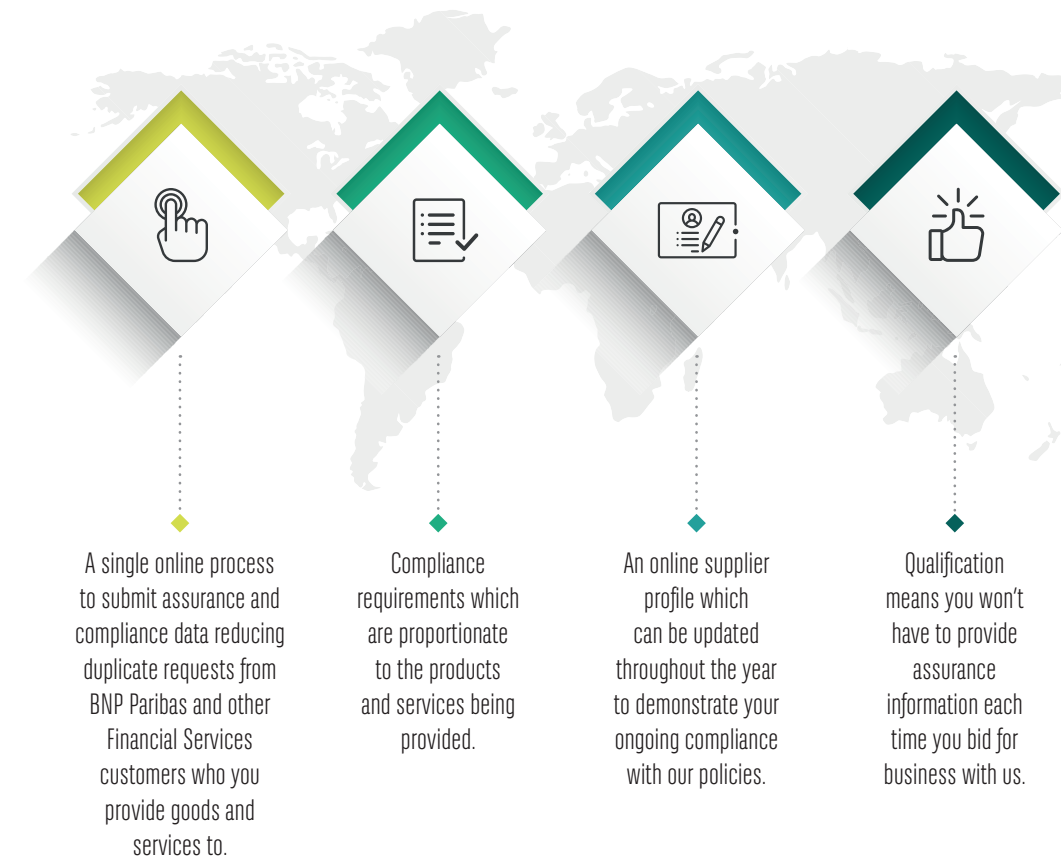 A single online process
to submit assurance and
compliance data reducing
duplicate requests from
BNP Paribas and other
Financial Services
customers who you
provide goods and
services to.
Compliance
requirements which
are proportionate
to the products
and services being
provided.
An online supplier
profile which
can be updated
throughout the year
to demonstrate your
ongoing compliance
with our policies.
Qualification
means you won't
have to provide
assurance
information each
time you bid for
business with us.